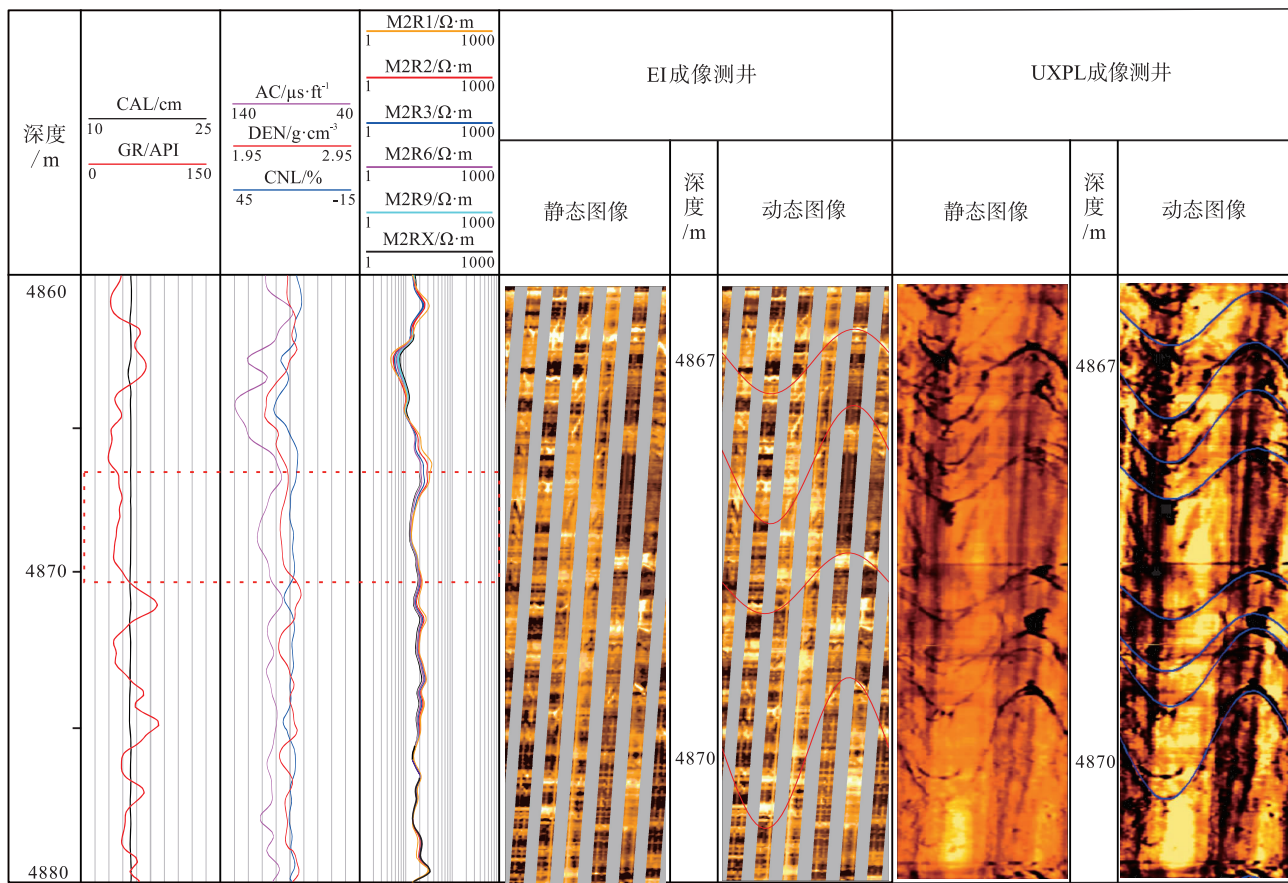 深度
/m
CAL/cm
10 25
GR/API
0 150
AC/μs·ft⁻¹
140 40
DEN/g·cm⁻³
1.95 2.95
CNL/%
45 -15
M2R1/Ω·m
1 1000
M2R2/Ω·m
1 1000
M2R3/Ω·m
1 1000
M2R6/Ω·m
1 1000
M2R9/Ω·m
1 1000
M2RX/Ω·m
1 1000
EI成像测井
静态图像
深
度
/m
动态图像
UXPL成像测井
静态图像
深
度
/m
动态图像
4860
4870
4880
4867
4870
4867
4870